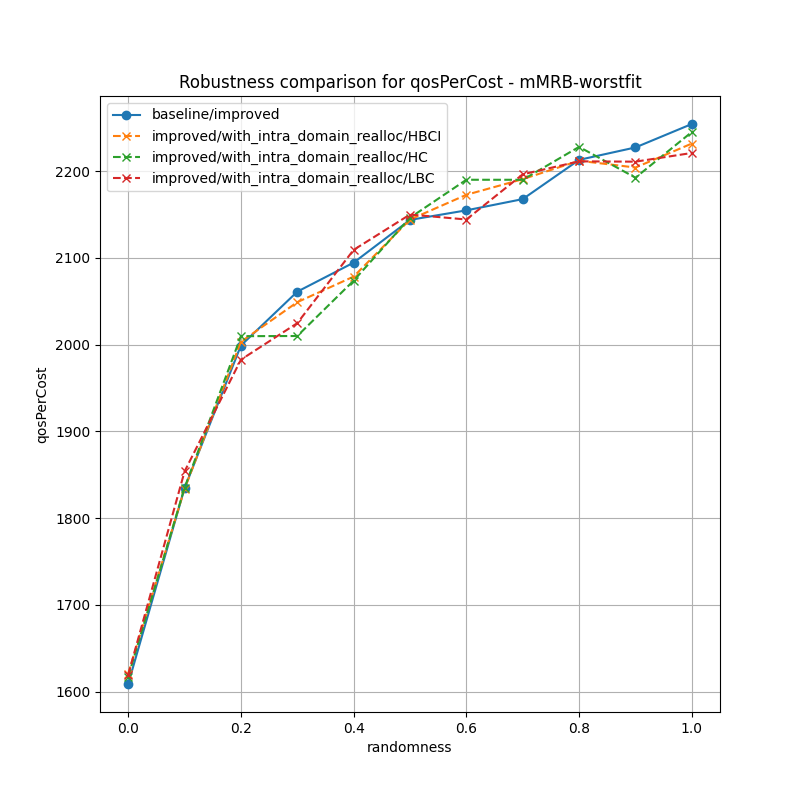 Robustness comparison for qosPerCost - mMRB-worstfit
baseline/improved
improved/with_intra_domain_realloc/HBCI
improved/with_intra_domain_realloc/HC
improved/with_intra_domain_realloc/LBC
qosPerCost
2200
2100
2000
1900
1800
1700
1600
0.0 0.2 0.4 0.6 0.8 1.0
randomness